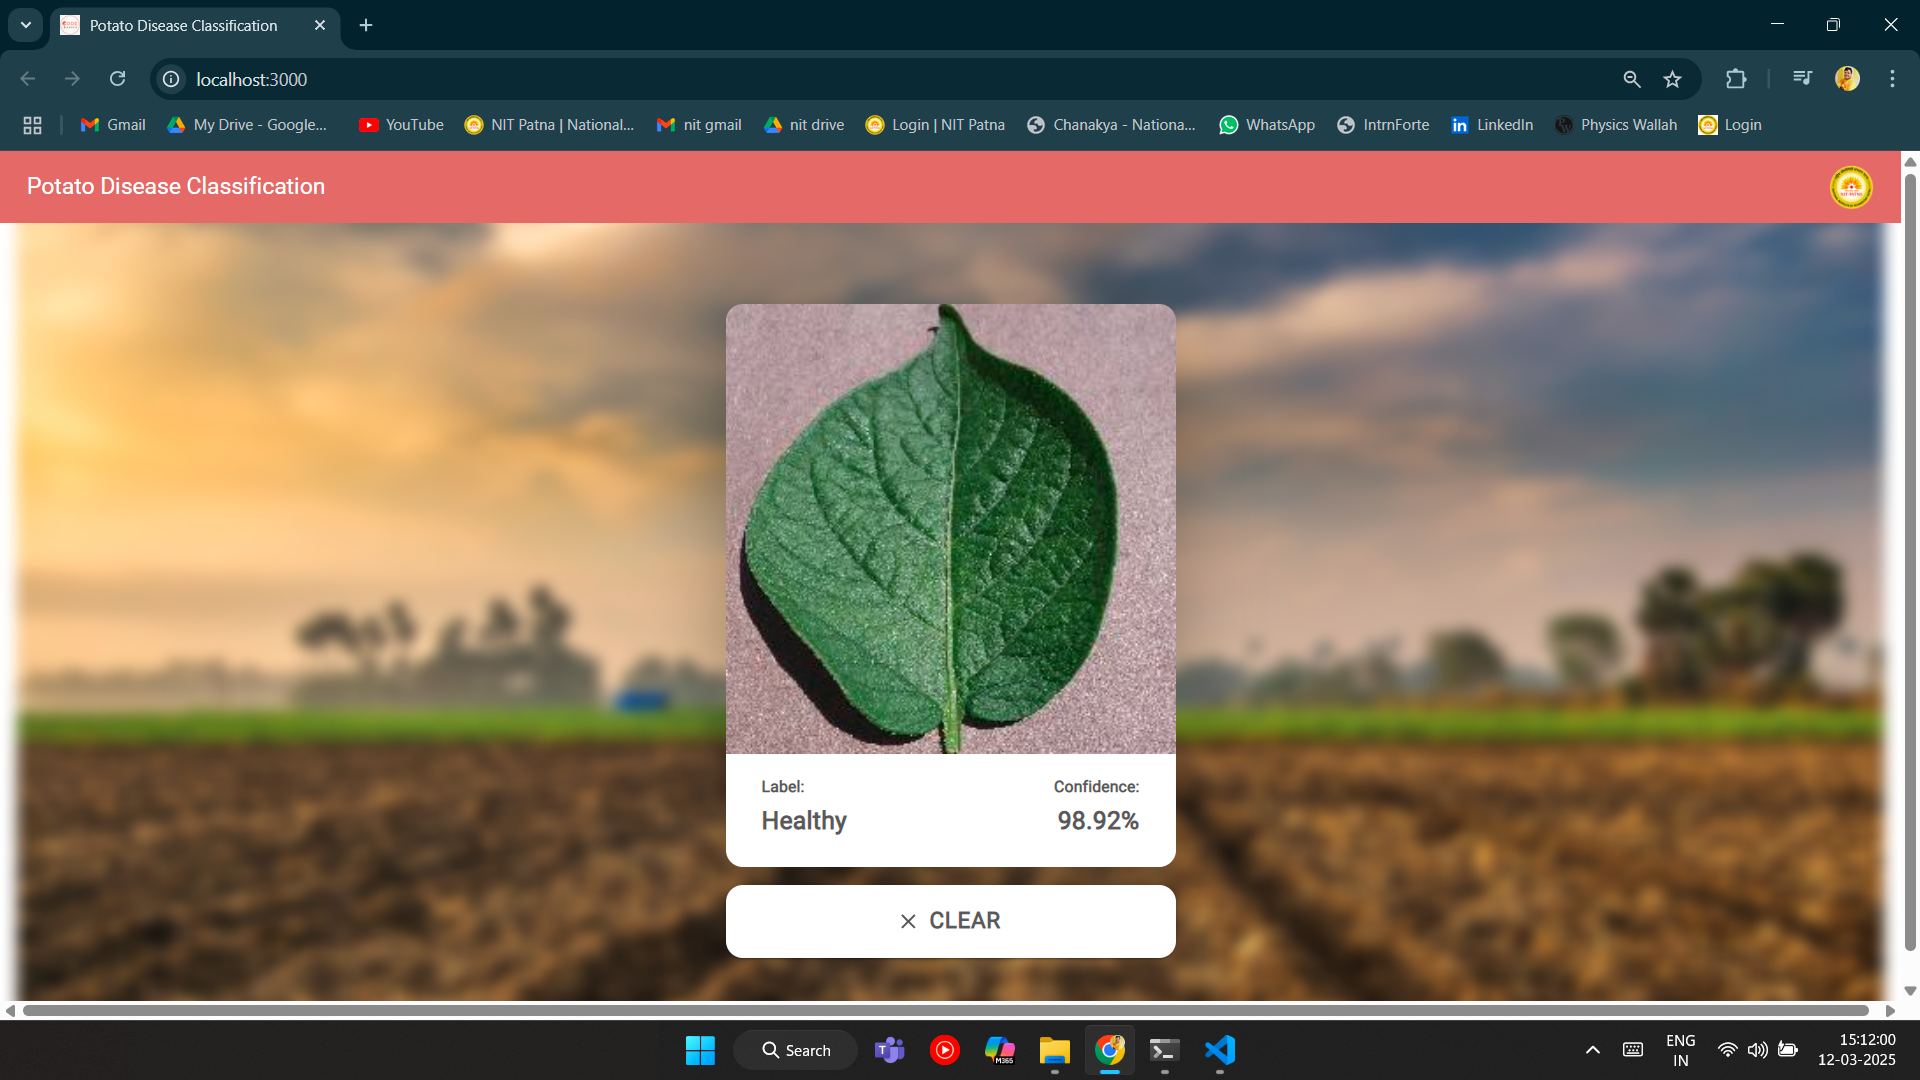 Potato Disease Classification
localhost:3000
Gmail My Drive - Google... YouTube NIT Patna | National... nit gmail nit drive Login | NIT Patna Chanakya - Nationa... WhatsApp IntrnForte LinkedIn Physics Wallah Login
Potato Disease Classification
Label: Confidence:
Healthy 98.92%
CLEAR
Search
M365
ENG
IN
15:12:00
12-03-2025